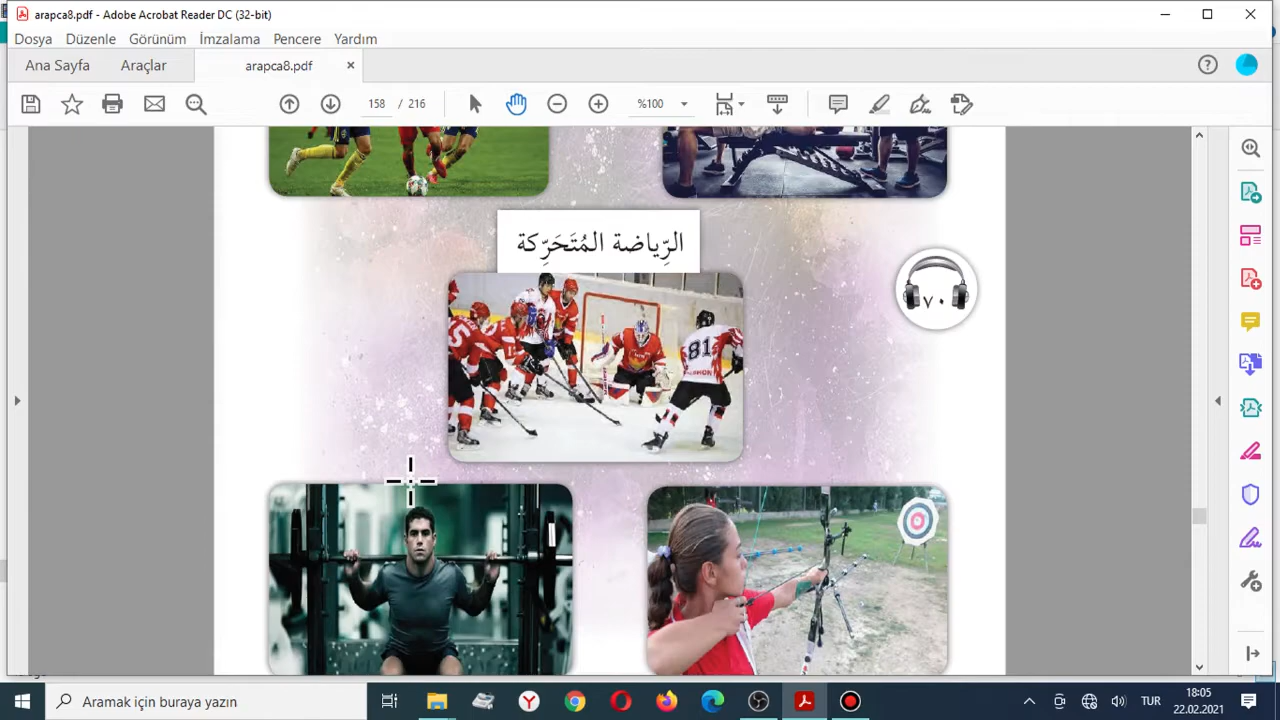 arapca8.pdf - Adobe Acrobat Reader DC (32-bit)
Dosya Düzenle Görünüm İmzalama Pencere Yardım
Ana Sayfa Araçlar arapca8.pdf
158 / 216 %100
الرِّياضة المُتَحَرِّكة
٧٠
81
Aramak için buraya yazın
TUR
18:05
22.02.2021